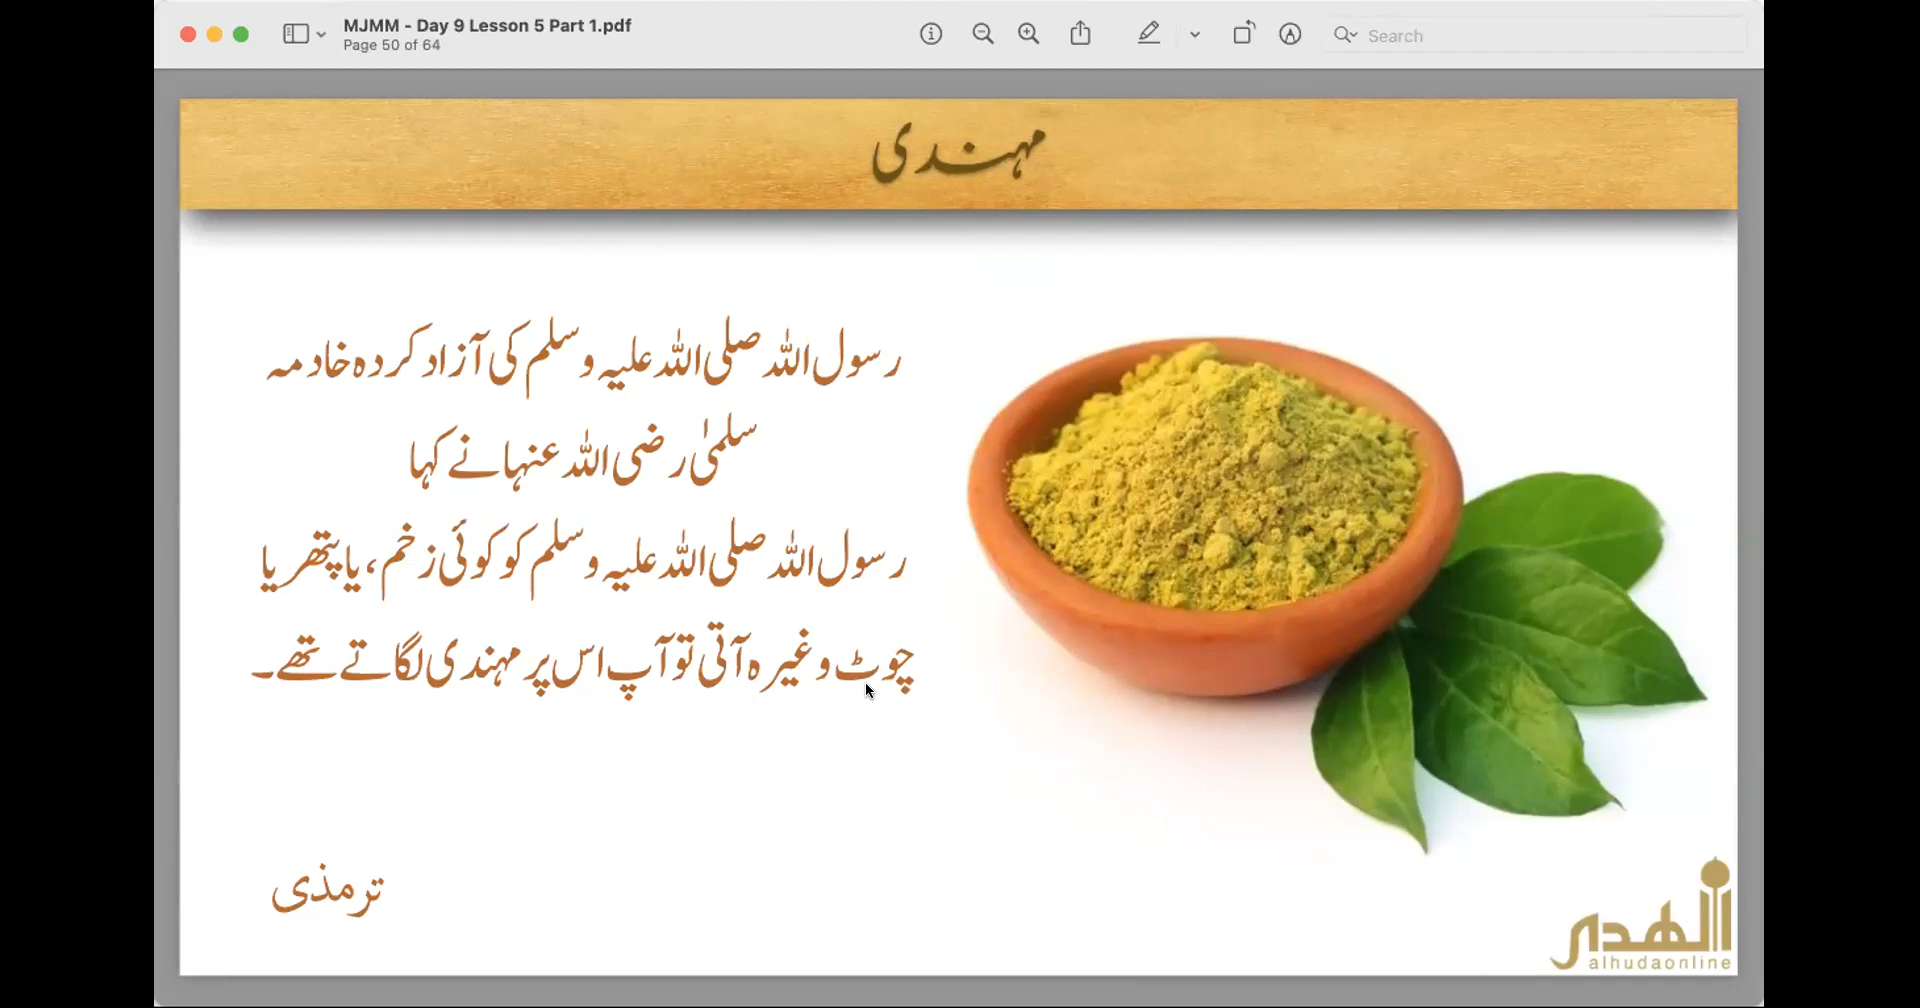 MJMM - Day 9 Lesson 5 Part 1.pdf
Page 50 of 64
Search
مہندی
رسول اللہ صلی اللہ علیہ وسلم کی آزاد کردہ خادمہ
سلمیٰ رضی اللہ عنہا نے کہا
رسول اللہ صلی اللہ علیہ وسلم کو کوئی زخم، یا پتھر یا
چوٹ وغیرہ آتی تو آپ اس پر مہندی لگاتے تھے۔
ترمذی
الهدى
alhudaonline